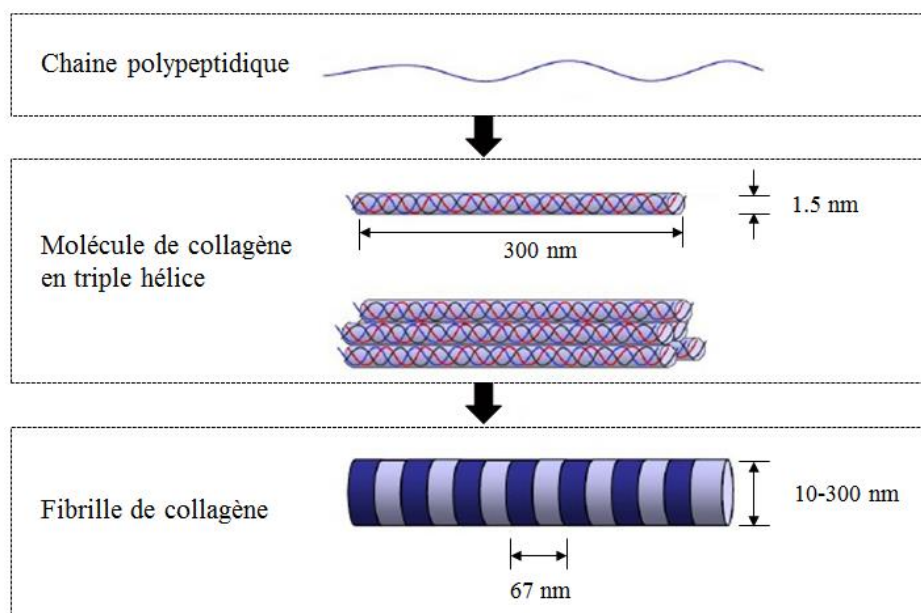 Chaine polypeptidique
1.5 nm
300 nm
Molécule de collagène
en triple hélice
10-300 nm
Fibrille de collagène
67 nm